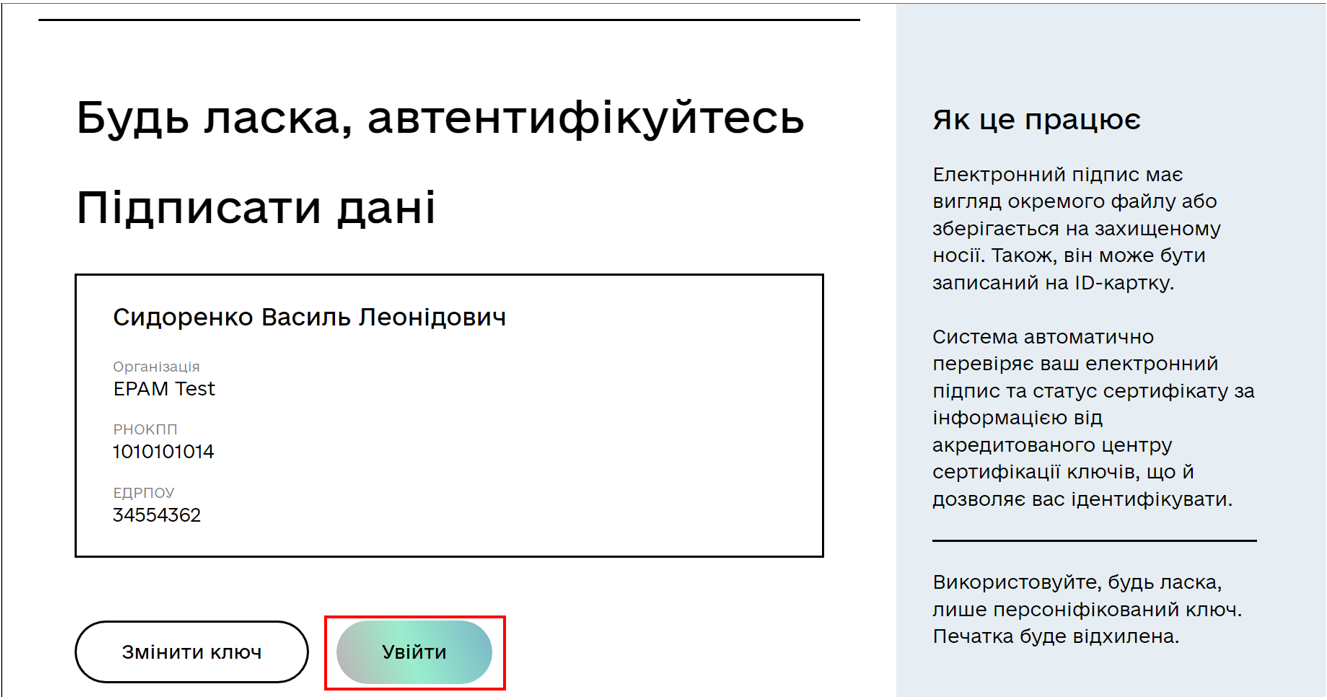 Будь ласка, автентифікуйтесь
Підписати дані
Сидоренко Василь Леонідович
Організація
EPAM Test
РНОКПП
1010101014
ЕДРПОУ
34554362
Змінити ключ
Увійти
Як це працює
Електронний підпис має
вигляд окремого файлу або
зберігається на захищеному
носії. Також, він може бути
записаний на ID-картку.
Система автоматично
перевіряє ваш електронний
підпис та статус сертифікату за
інформацією від
акредитованого центру
сертифікації ключів, що й
дозволяє вас ідентифікувати.
Використовуйте, будь ласка,
лише персоніфікований ключ.
Печатка буде відхилена.